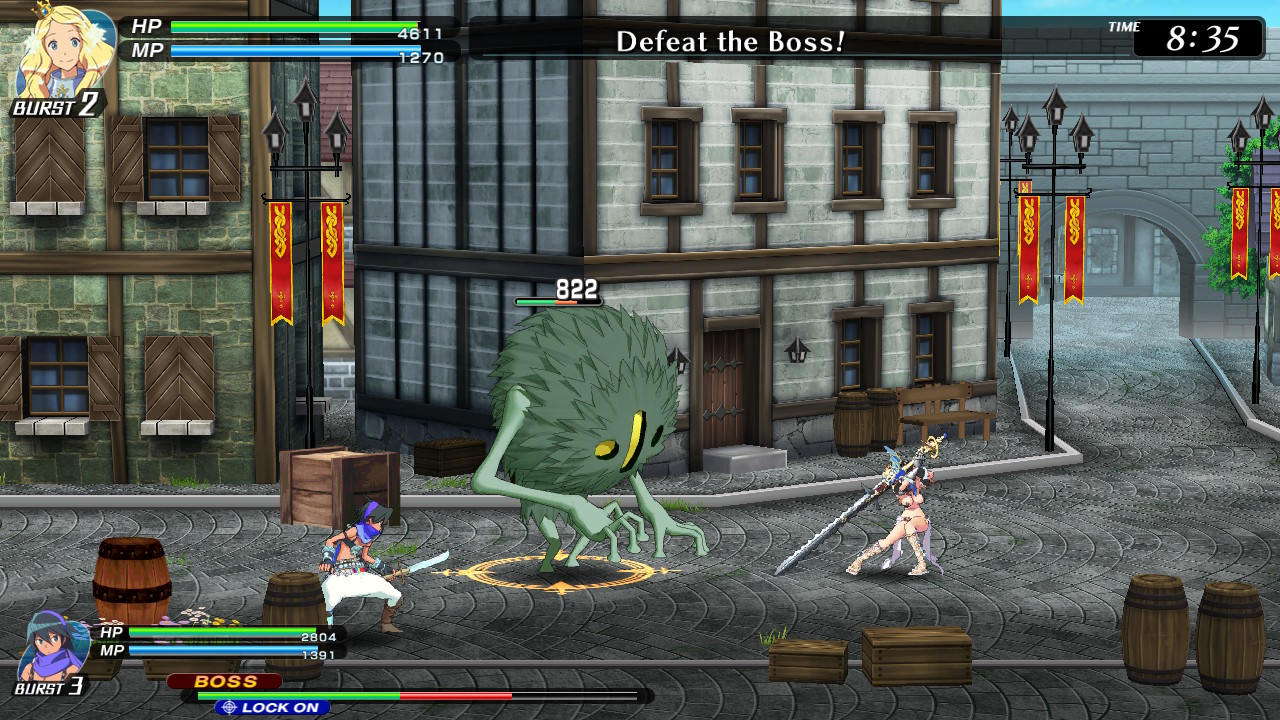 HP
4611
MP
1270
BURST 2
Defeat the Boss!
TIME 8:35
822
HP
2804
MP
1391
BURST 3
BOSS
LOCK ON